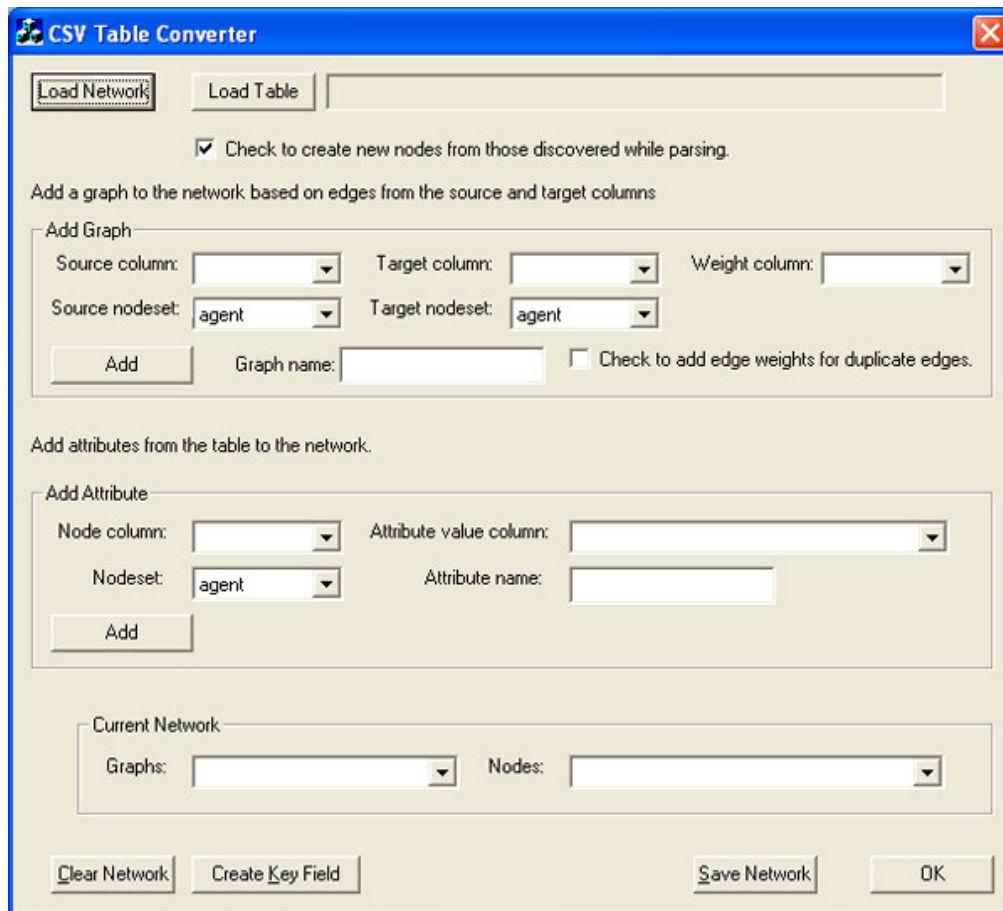 CSV Table Converter
Load Network Load Table
Check to create new nodes from those discovered while parsing.
Add a graph to the network based on edges from the source and target columns
Add Graph
Source column: Target column: Weight column:
Source nodeset: agent Target nodeset: agent
Add Graph name: Check to add edge weights for duplicate edges.
Add attributes from the table to the network.
Add Attribute
Node column: Attribute value column:
Nodeset: agent Attribute name:
Add
Current Network
Graphs: Nodes:
Clear Network Create Key Field Save Network OK